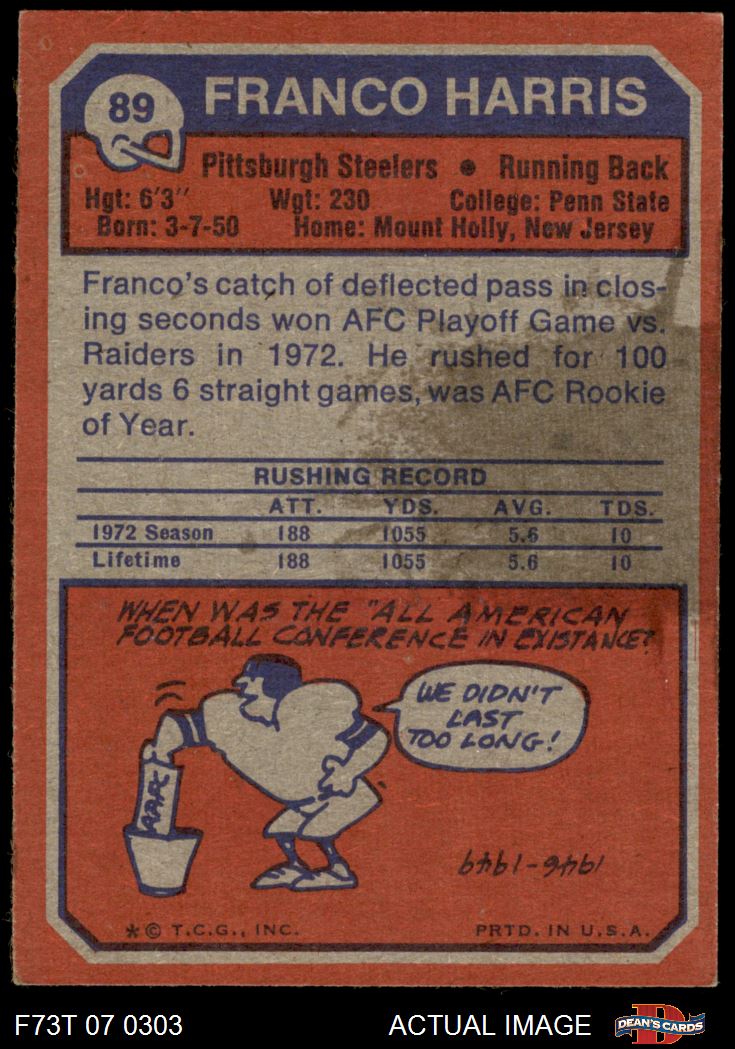 89
FRANCO HARRIS
Pittsburgh Steelers • Running Back
Hgt: 6'3" Wgt: 230 College: Penn State
Born: 3-7-50 Home: Mount Holly, New Jersey
Franco's catch of deflected pass in clos-
ing seconds won AFC Playoff Game vs.
Raiders in 1972. He rushed for 100
yards 6 straight games, was AFC Rookie
of Year.
RUSHING RECORD
ATT. YDS. AVG. TDS.
1972 Season 188 1055 5.6 10
Lifetime 188 1055 5.6 10
WHEN WAS THE "ALL AMERICAN
FOOTBALL CONFERENCE IN EXISTANCE?
WE DIDN'T
LAST
TOO LONG!
AAFC
1946-1949
*© T.C.G., INC. PRTD. IN U.S.A.
F73T 07 0303 ACTUAL IMAGE DEAN'S CARDS